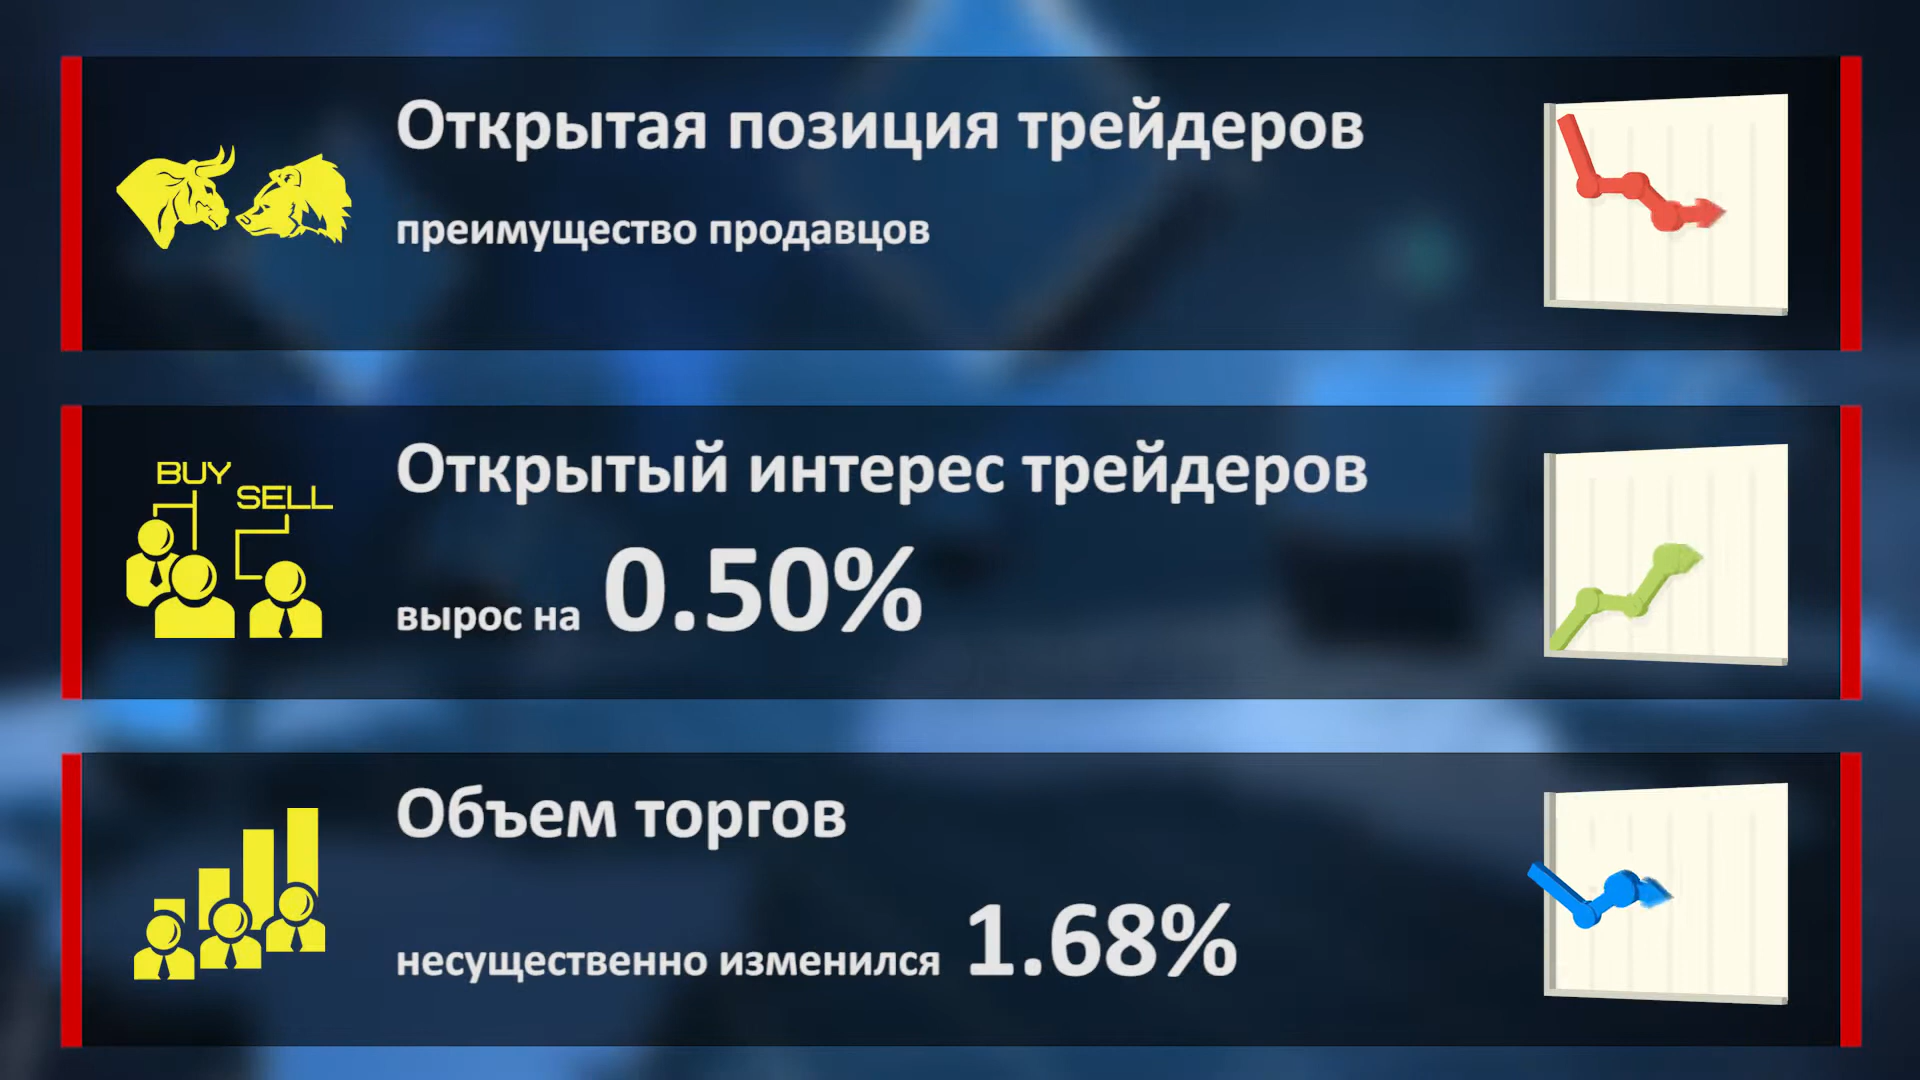 Открытая позиция трейдеров
преимущество продавцов
BUY
SELL
Открытый интерес трейдеров
вырос на 0.50%
Объем торгов
несущественно изменился 1.68%